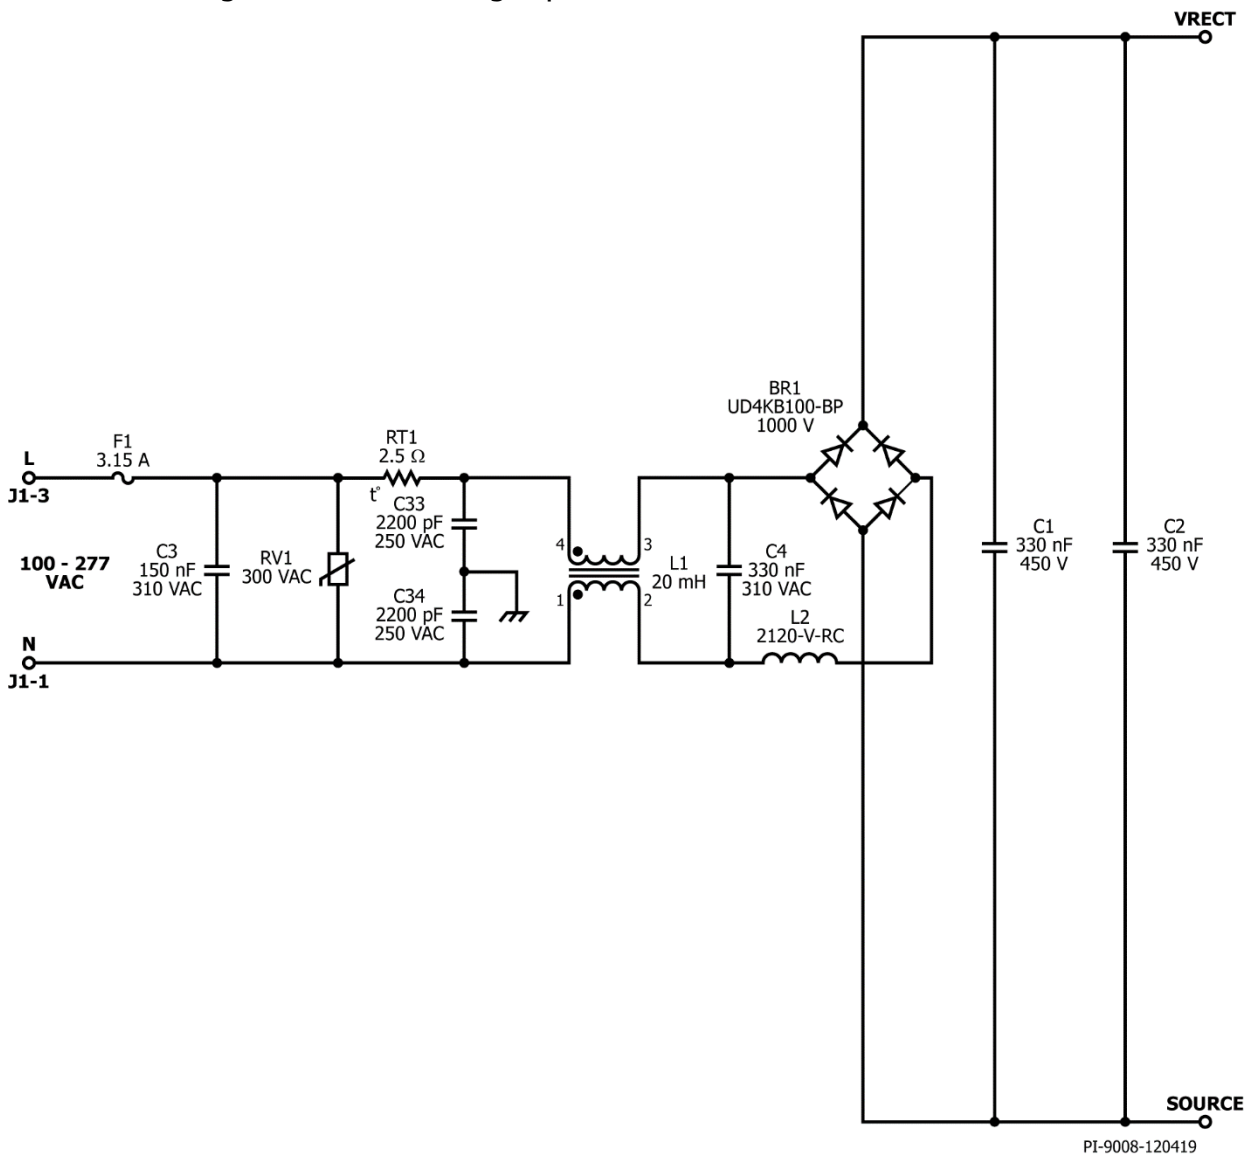 VRECT
BR1
UD4KB100-BP
1000 V
F1
3.15 A
RT1
2.5 Ω
t°
L
J1-3
C33
2200 pF
250 VAC
100 - 277
VAC
C3
150 nF
310 VAC
RV1
300 VAC
4
3
1
2
L1
20 mH
C4
330 nF
310 VAC
C1
330 nF
450 V
C2
330 nF
450 V
C34
2200 pF
250 VAC
L2
2120-V-RC
N
J1-1
SOURCE
PI-9008-120419